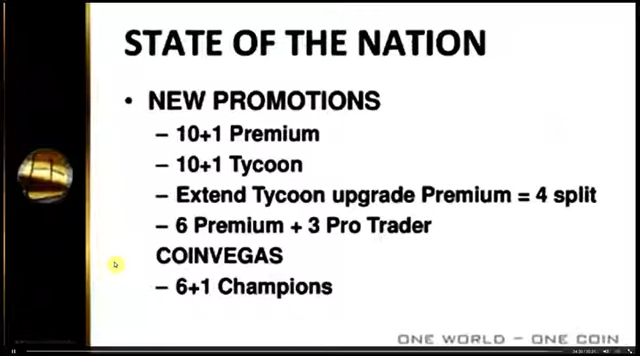 STATE OF THE NATION
• NEW PROMOTIONS
– 10+1 Premium
– 10+1 Tycoon
– Extend Tycoon upgrade Premium = 4 split
– 6 Premium + 3 Pro Trader
COINVEGAS
– 6+1 Champions
ONE WORLD – ONE COIN